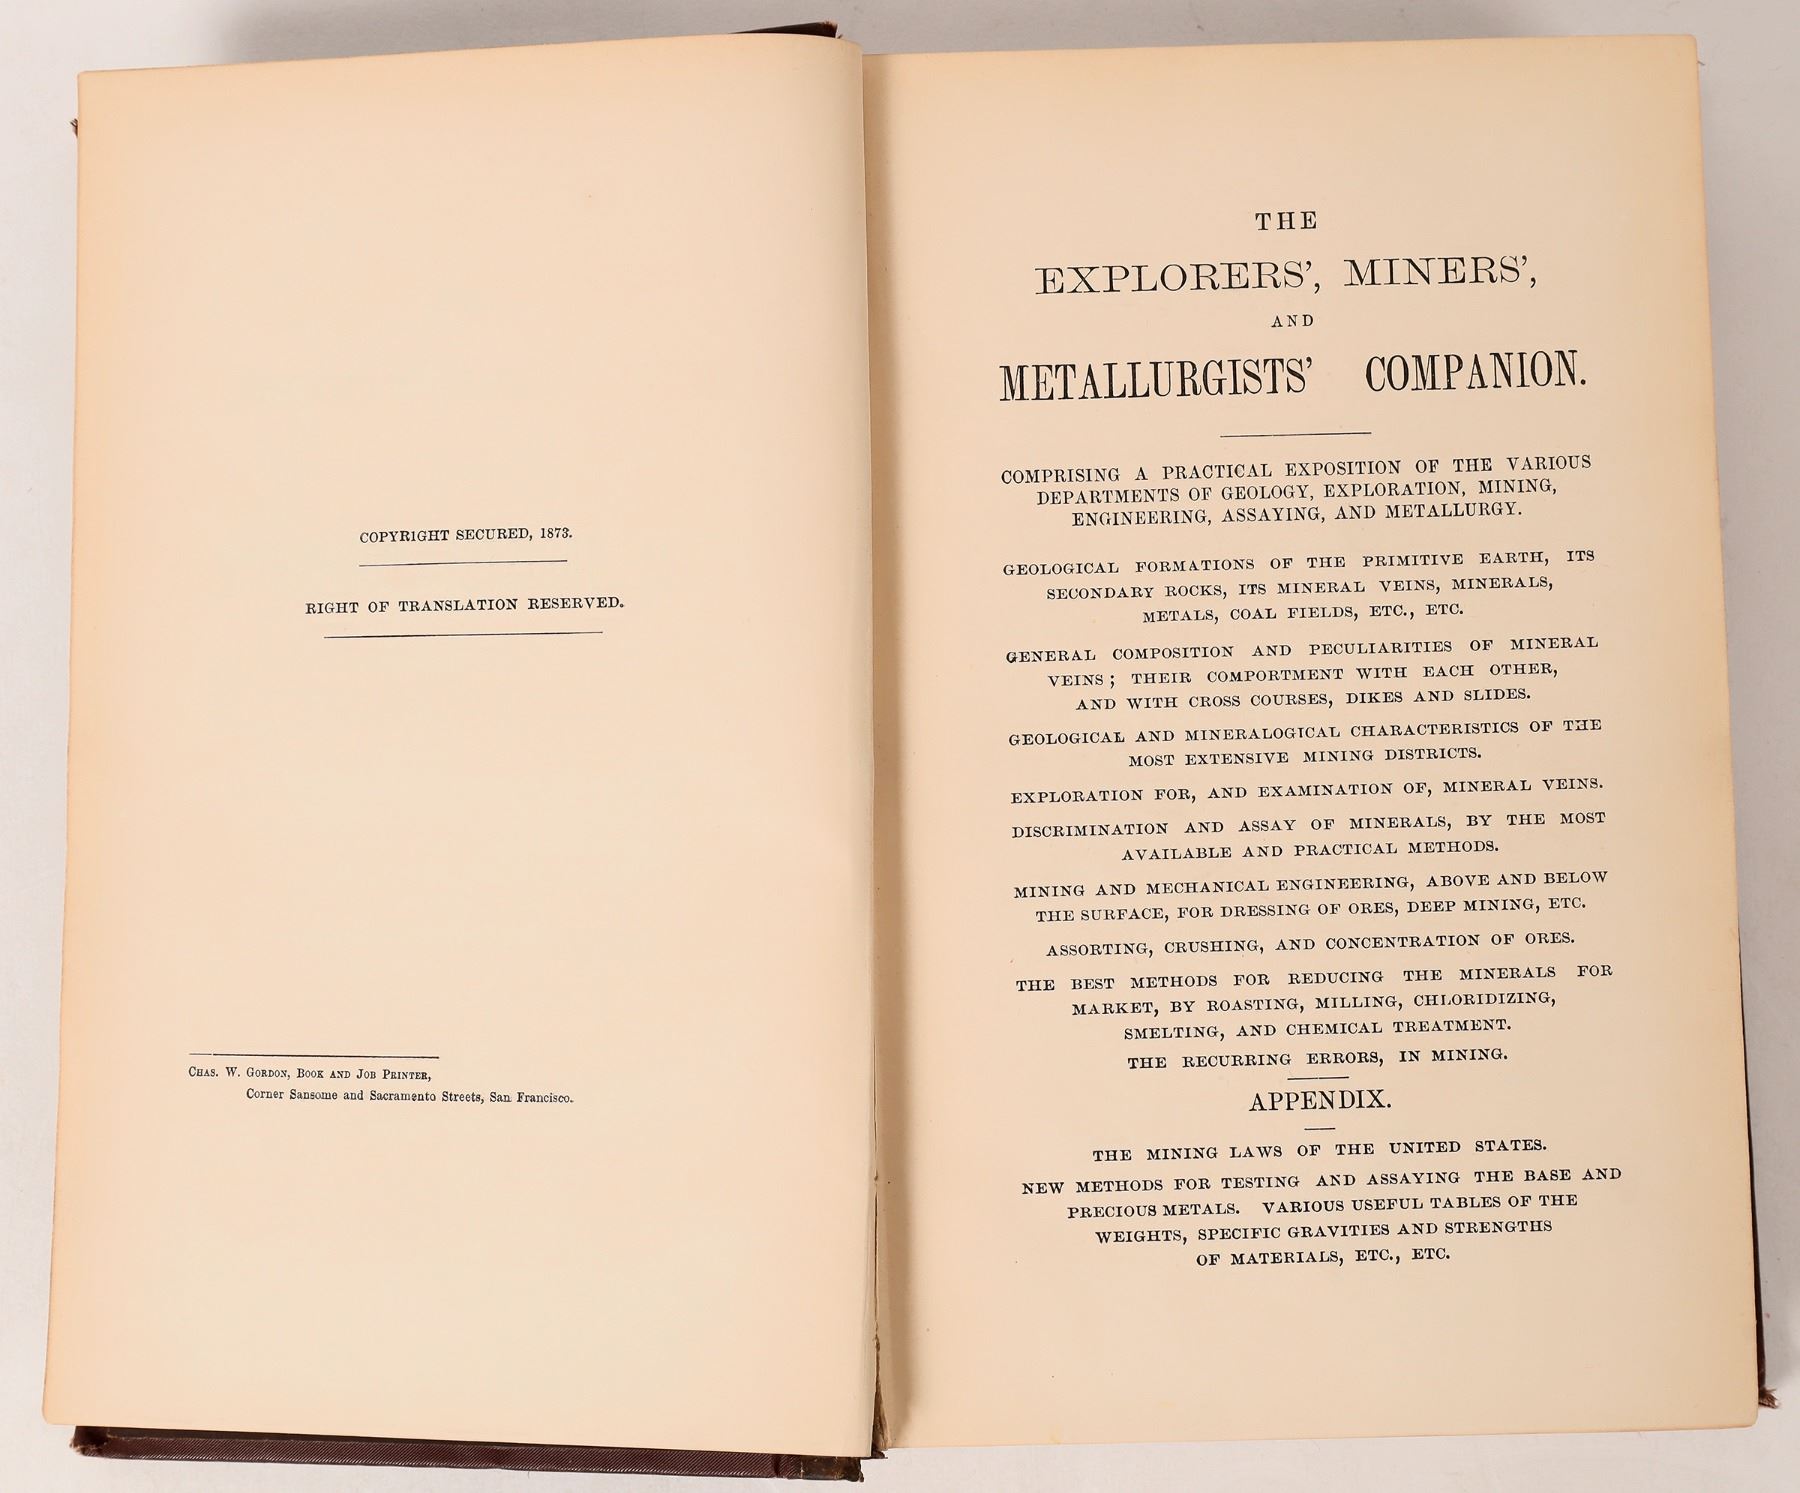 COPYRIGHT SECURED, 1873.
RIGHT OF TRANSLATION RESERVED.
CHAS. W. GORDON, BOOK AND JOB PRINTER,
Corner Sansome and Sacramento Streets, San Francisco.
THE
EXPLORERS', MINERS',
AND
METALLURGISTS' COMPANION.
COMPRISING A PRACTICAL EXPOSITION OF THE VARIOUS
DEPARTMENTS OF GEOLOGY, EXPLORATION, MINING,
ENGINEERING, ASSAYING, AND METALLURGY.
GEOLOGICAL FORMATIONS OF THE PRIMITIVE EARTH, ITS
SECONDARY ROCKS, ITS MINERAL VEINS, MINERALS,
METALS, COAL FIELDS, ETC., ETC.
GENERAL COMPOSITION AND PECULIARITIES OF MINERAL
VEINS; THEIR COMPORTMENT WITH EACH OTHER,
AND WITH CROSS COURSES, DIKES AND SLIDES.
GEOLOGICAL AND MINERALOGICAL CHARACTERISTICS OF THE
MOST EXTENSIVE MINING DISTRICTS.
EXPLORATION FOR, AND EXAMINATION OF, MINERAL VEINS.
DISCRIMINATION AND ASSAY OF MINERALS, BY THE MOST
AVAILABLE AND PRACTICAL METHODS.
MINING AND MECHANICAL ENGINEERING, ABOVE AND BELOW
THE SURFACE, FOR DRESSING OF ORES, DEEP MINING, ETC.
ASSORTING, CRUSHING, AND CONCENTRATION OF ORES.
THE BEST METHODS FOR REDUCING THE MINERALS FOR
MARKET, BY ROASTING, MILLING, CHLORIDIZING,
SMELTING, AND CHEMICAL TREATMENT.
THE RECURRING ERRORS, IN MINING.
APPENDIX.
THE MINING LAWS OF THE UNITED STATES.
NEW METHODS FOR TESTING AND ASSAYING THE BASE AND
PRECIOUS METALS. VARIOUS USEFUL TABLES OF THE
WEIGHTS, SPECIFIC GRAVITIES AND STRENGTHS
OF MATERIALS, ETC., ETC.